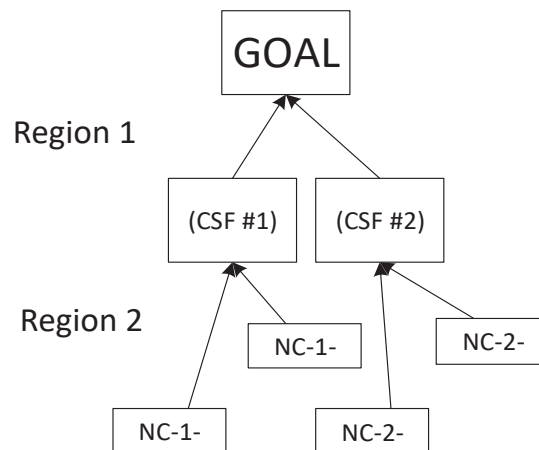 GOAL
Region 1
(CSF #1)
(CSF #2)
Region 2
NC-1-
NC-2-
NC-1-
NC-2-